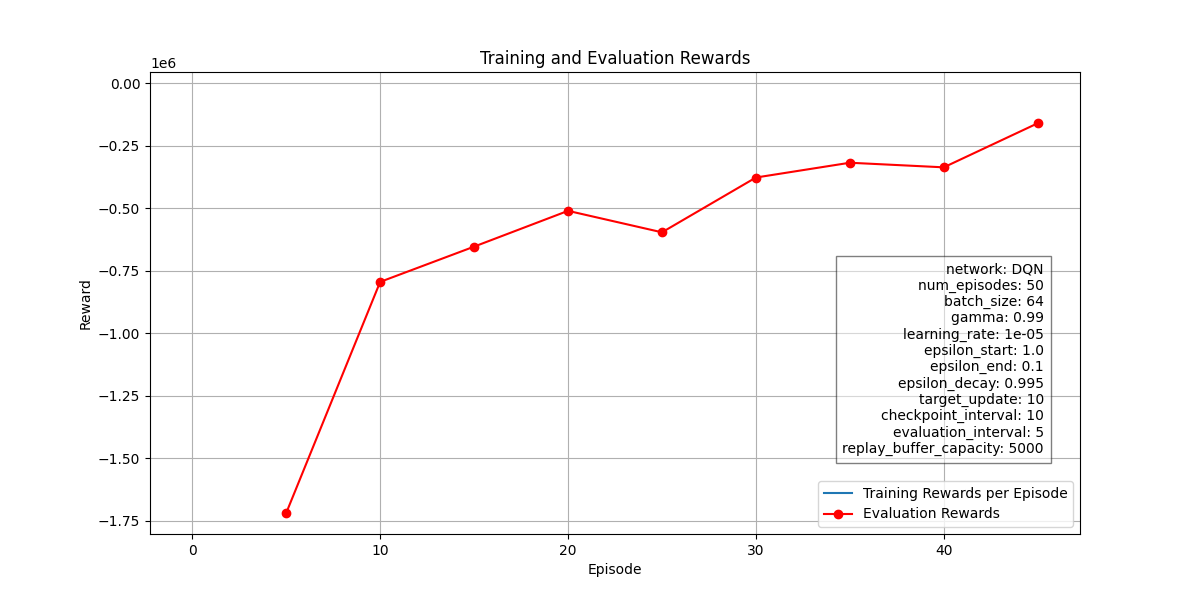 Training and Evaluation Rewards
1e6
0.00
−0.25
−0.50
−0.75
−1.00
−1.25
−1.50
−1.75
Reward
network: DQN
num_episodes: 50
batch_size: 64
gamma: 0.99
learning_rate: 1e-05
epsilon_start: 1.0
epsilon_end: 0.1
epsilon_decay: 0.995
target_update: 10
checkpoint_interval: 10
evaluation_interval: 5
replay_buffer_capacity: 5000
Training Rewards per Episode
Evaluation Rewards
0 10 20 30 40
Episode